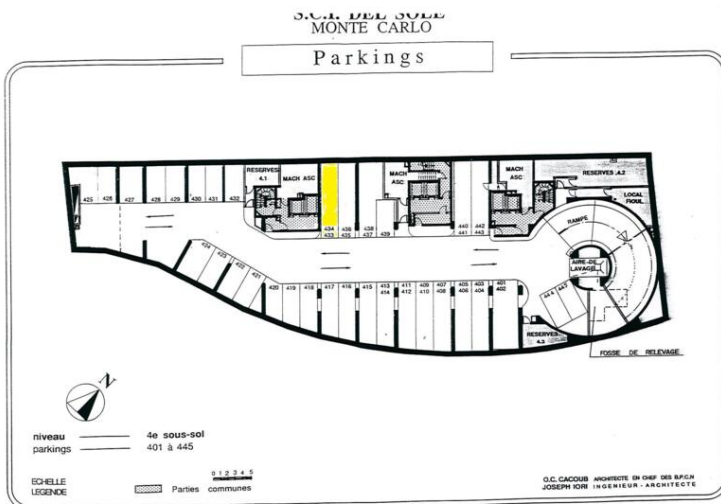 S.C.I. DEL SOLE
MONTE CARLO
Parkings
RESERVES 4.1
MACH ASC
MACH ASC
MACH ASC
RESERVES 4.2
LOCAL FIOUL
425 426 427 428 429 430 431 432
434 436 438
433 435 437 439
440 442
441 443
RAMPE
AIRE DE LAVAGE
424 423 422 421
420 419 418 417 416 415 413 411 409 407 405 403 401
414 412 410 408 406 404 402
444
RESERVES
FOSSE DE RELEVAGE
N
niveau 4e sous-sol
parkings 401 à 445
ECHELLE 0 1 2 3 4 5
LEGENDE Parties communes
O.C. CACOUB ARCHITECTE EN CHEF DES B.P.C.N
JOSEPH IORI INGENIEUR - ARCHITECTE